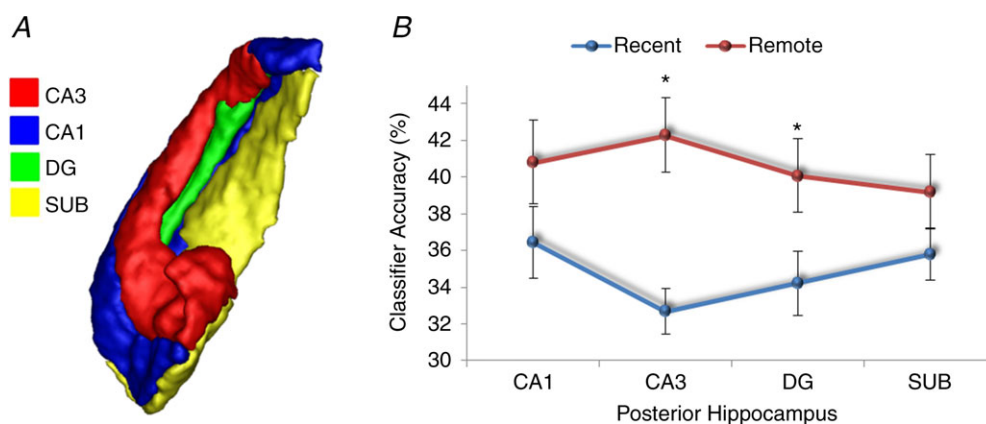 A
CA3
CA1
DG
SUB
B
Recent Remote
Classifier Accuracy (%)
44
42
40
38
36
34
32
30
*
*
CA1 CA3 DG SUB
Posterior Hippocampus